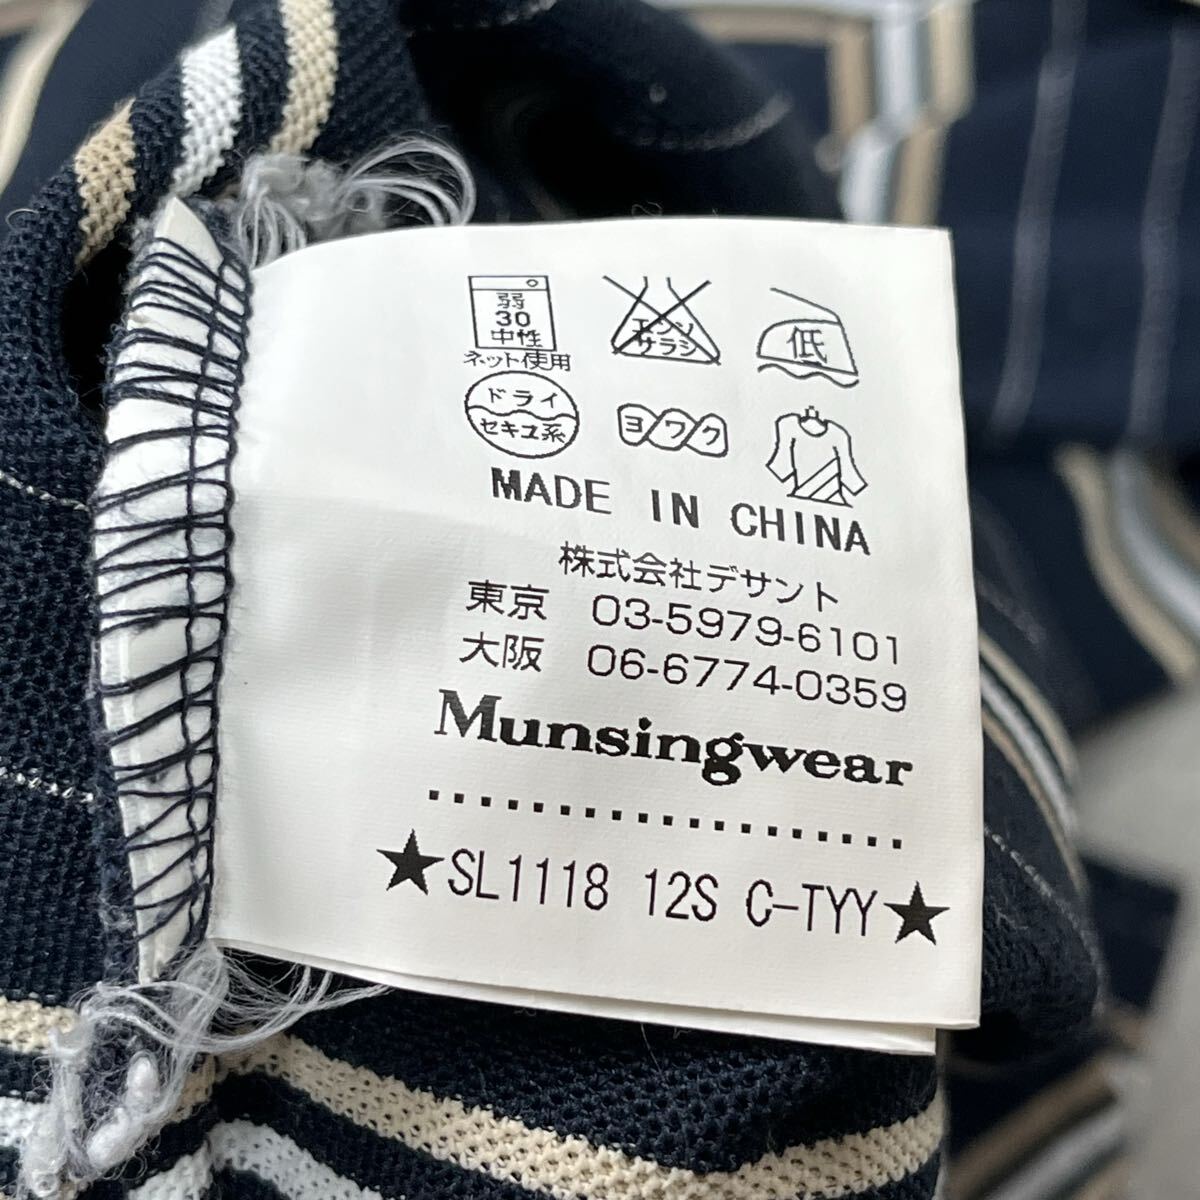 弱
30
中性
ネット使用
エンソ
サラシ
低
ドライ
セキユ系
ヨワク
MADE IN CHINA
株式会社デサント
東京 03-5979-6101
大阪 06-6774-0359
Munsingwear
★SL1118 12S C-TYY★